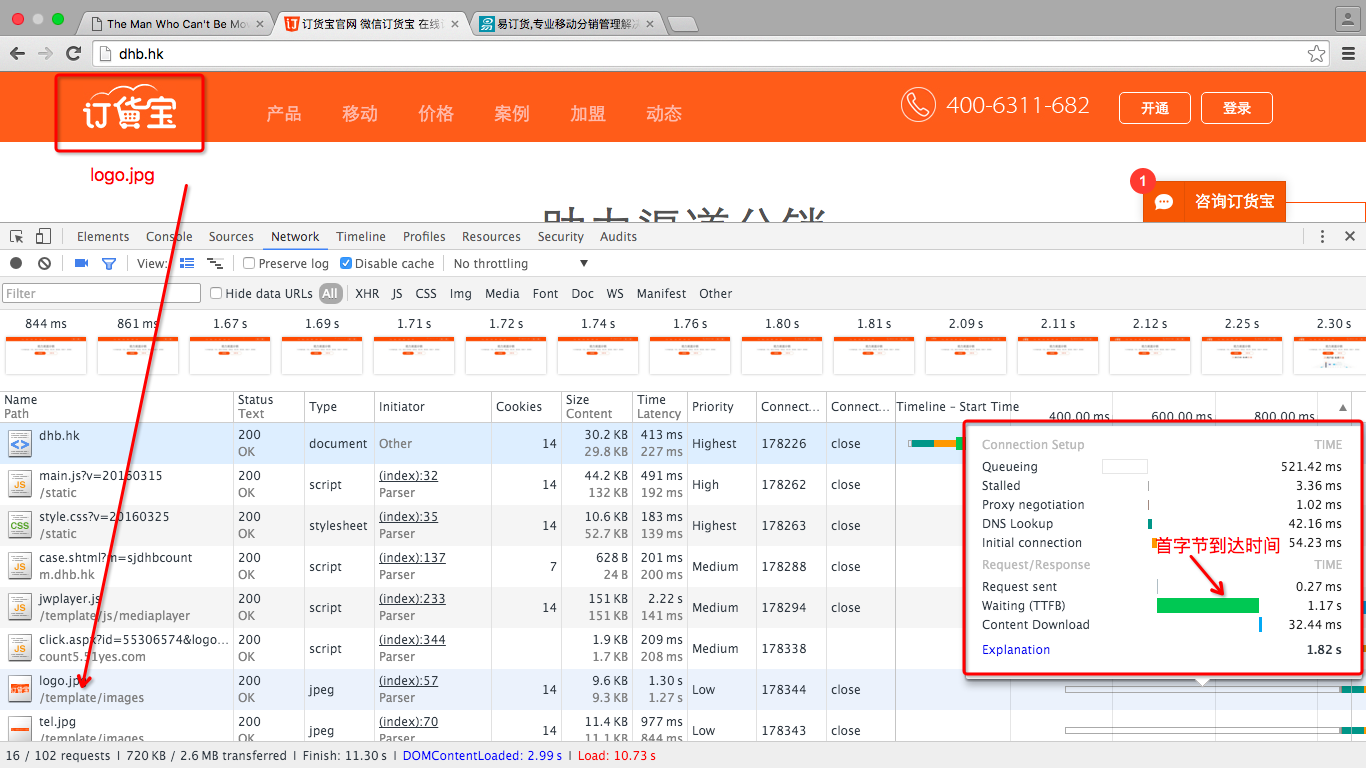 The Man Who Can't Be Mov
订货宝官网 微信订货宝 在线订
易订货,专业移动分销管理解决
dhb.hk
订货宝 产品 移动 价格 案例 加盟 动态 400-6311-682 开通 登录
logo.jpg
1
咨询订货宝
助力渠道分销
Elements Console Sources Network Timeline Profiles Resources Security Audits
View: Preserve log Disable cache No throttling
Filter Hide data URLs All XHR JS CSS Img Media Font Doc WS Manifest Other
844 ms 861 ms 1.67 s 1.69 s 1.71 s 1.72 s 1.74 s 1.76 s 1.80 s 1.81 s 2.09 s 2.11 s 2.12 s 2.25 s 2.30 s
Name Status Type Initiator Cookies Size Time Priority Connect... Connect... Timeline – Start Time
Path Text Content Latency 400.00 ms 600.00 ms 800.00 ms
dhb.hk 200 document Other 14 30.2 KB 413 ms Highest 178226 close
OK 29.8 KB 227 ms
main.js?v=20160315 200 script (index):32 14 44.2 KB 491 ms High 178262 close
/static OK Parser 132 KB 192 ms
style.css?v=20160325 200 stylesheet (index):35 14 10.6 KB 183 ms Highest 178263 close
/static OK Parser 52.7 KB 139 ms
case.shtml?m=sjdhbcount 200 script (index):137 7 628 B 201 ms Medium 178288 close
m.dhb.hk OK Parser 24 B 200 ms
jwplayer.js 200 script (index):233 14 151 KB 2.22 s Medium 178294 close
/template/js/mediaplayer OK Parser 151 KB 141 ms
click.aspx?id=55306574&logo... 200 script (index):344 1.9 KB 209 ms Medium 178338
count5.51yes.com OK Parser 1.7 KB 208 ms
logo.jpg 200 jpeg (index):57 14 9.6 KB 1.30 s Low 178344 close
/template/images OK Parser 9.3 KB 1.27 s
tel.jpg 200 jpeg (index):70 14 11.4 KB 977 ms Low 178343 close
/template/images OK Parser 11.1 KB 844 ms
Connection Setup TIME
Queueing 521.42 ms
Stalled 3.36 ms
Proxy negotiation 1.02 ms
DNS Lookup 42.16 ms
Initial connection 54.23 ms
首字节到达时间
Request/Response TIME
Request sent 0.27 ms
Waiting (TTFB) 1.17 s
Content Download 32.44 ms
Explanation 1.82 s
16 / 102 requests | 720 KB / 2.6 MB transferred | Finish: 11.30 s | DOMContentLoaded: 2.99 s | Load: 10.73 s